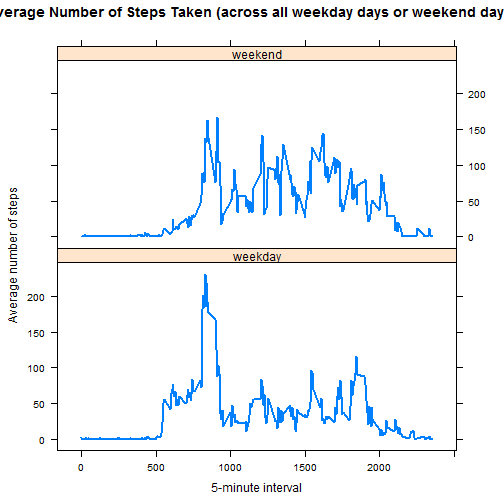 verage Number of Steps Taken (across all weekday days or weekend day
weekend
200
150
100
50
0
weekday
200
150
100
50
0
Average number of steps
0 500 1000 1500 2000
5-minute interval